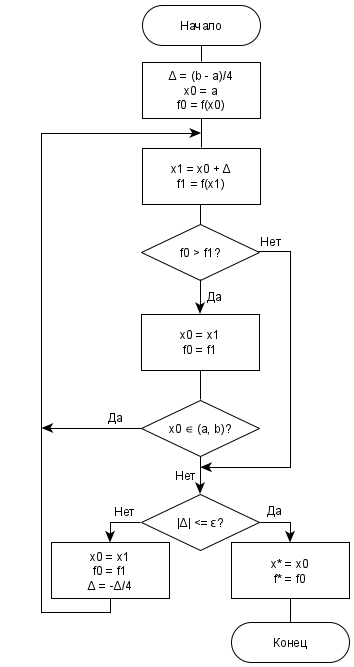 Начало
Δ = (b - a)/4
x0 = a
f0 = f(x0)
x1 = x0 + Δ
f1 = f(x1)
f0 > f1?
Нет
Да
x0 = x1
f0 = f1
x0 ∈ (a, b)?
Да
Нет
|Δ| <= ε?
Нет
Да
x0 = x1
f0 = f1
Δ = -Δ/4
x* = x0
f* = f0
Конец